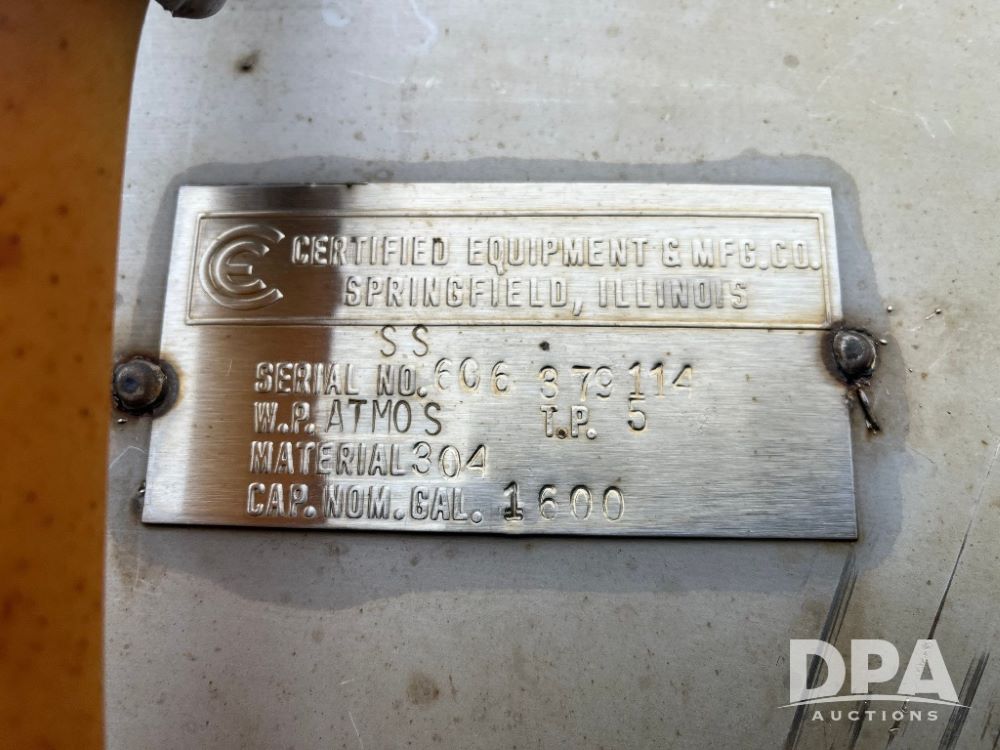 CE CERTIFIED EQUIPMENT & MFG.CO.
SPRINGFIELD, ILLINOIS
SS
SERIAL NO. 606 379114
W.P. ATMOS T.P. 5
MATERIAL 304
CAP. NOM. GAL. 1600
DPA
AUCTIONS